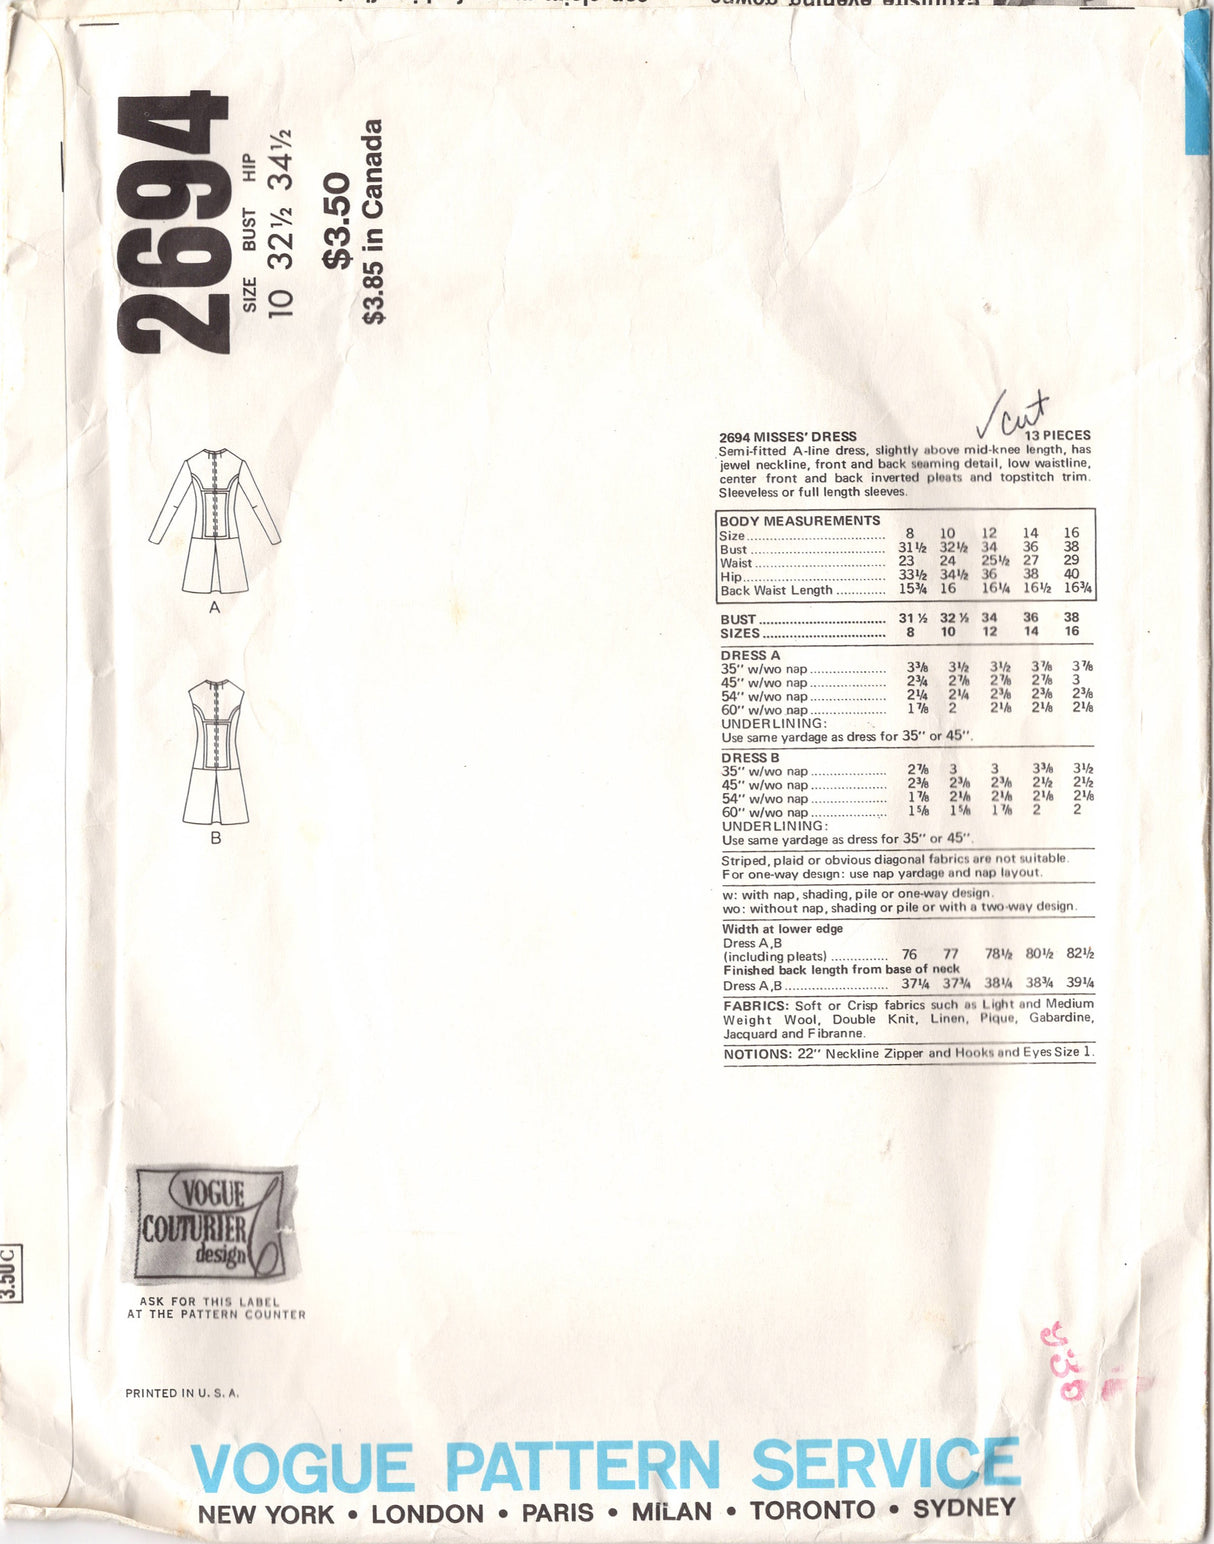 2694
SIZE BUST HIP
10 32½ 34½
$3.50
$3.85 in Canada
A
B
✓cut
2694 MISSES' DRESS 13 PIECES
Semi-fitted A-line dress, slightly above mid-knee length, has
jewel neckline, front and back seaming detail, low waistline,
center front and back inverted pleats and topstitch trim.
Sleeveless or full length sleeves.
BODY MEASUREMENTS
Size 8 10 12 14 16
Bust 31½ 32½ 34 36 38
Waist 23 24 25½ 27 29
Hip 33½ 34½ 36 38 40
Back Waist Length 15¾ 16 16¼ 16½ 16¾
BUST 31 ½ 32 ½ 34 36 38
SIZES 8 10 12 14 16
DRESS A
35" w/wo nap 3⅜ 3½ 3½ 3⅞ 3⅞
45" w/wo nap 2¾ 2⅞ 2⅞ 2⅞ 3
54" w/wo nap 2¼ 2¼ 2⅜ 2⅜ 2⅜
60" w/wo nap 1⅞ 2 2⅛ 2⅛ 2⅛
UNDERLINING:
Use same yardage as dress for 35" or 45".
DRESS B
35" w/wo nap 2⅞ 3 3 3⅜ 3½
45" w/wo nap 2⅜ 2⅜ 2⅜ 2½ 2½
54" w/wo nap 1⅞ 2⅛ 2⅛ 2⅛ 2⅛
60" w/wo nap 1⅝ 1⅝ 1⅞ 2 2
UNDERLINING:
Use same yardage as dress for 35" or 45".
Striped, plaid or obvious diagonal fabrics are not suitable.
For one-way design: use nap yardage and nap layout.
w: with nap, shading, pile or one-way design.
wo: without nap, shading or pile or with a two-way design.
Width at lower edge
Dress A,B
(including pleats) 76 77 78½ 80½ 82½
Finished back length from base of neck
Dress A,B 37¼ 37¾ 38¼ 38¾ 39¼
FABRICS: Soft or Crisp fabrics such as Light and Medium
Weight Wool, Double Knit, Linen, Pique, Gabardine,
Jacquard and Fibranne.
NOTIONS: 22" Neckline Zipper and Hooks and Eyes Size 1.
VOGUE
COUTURIER
design
ASK FOR THIS LABEL
AT THE PATTERN COUNTER
3.50 C
PRINTED IN U. S. A.
VOGUE PATTERN SERVICE
NEW YORK • LONDON • PARIS • MILAN • TORONTO • SYDNEY